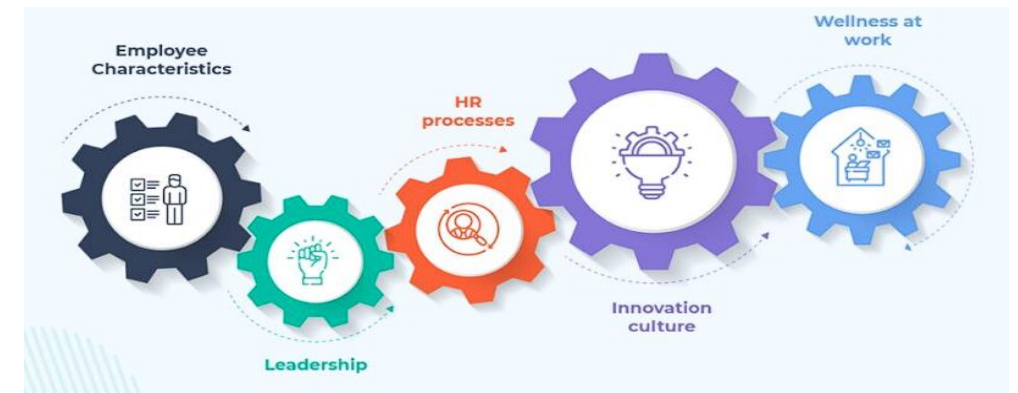 Employee
Characteristics
Leadership
HR
processes
Innovation
culture
Wellness at
work